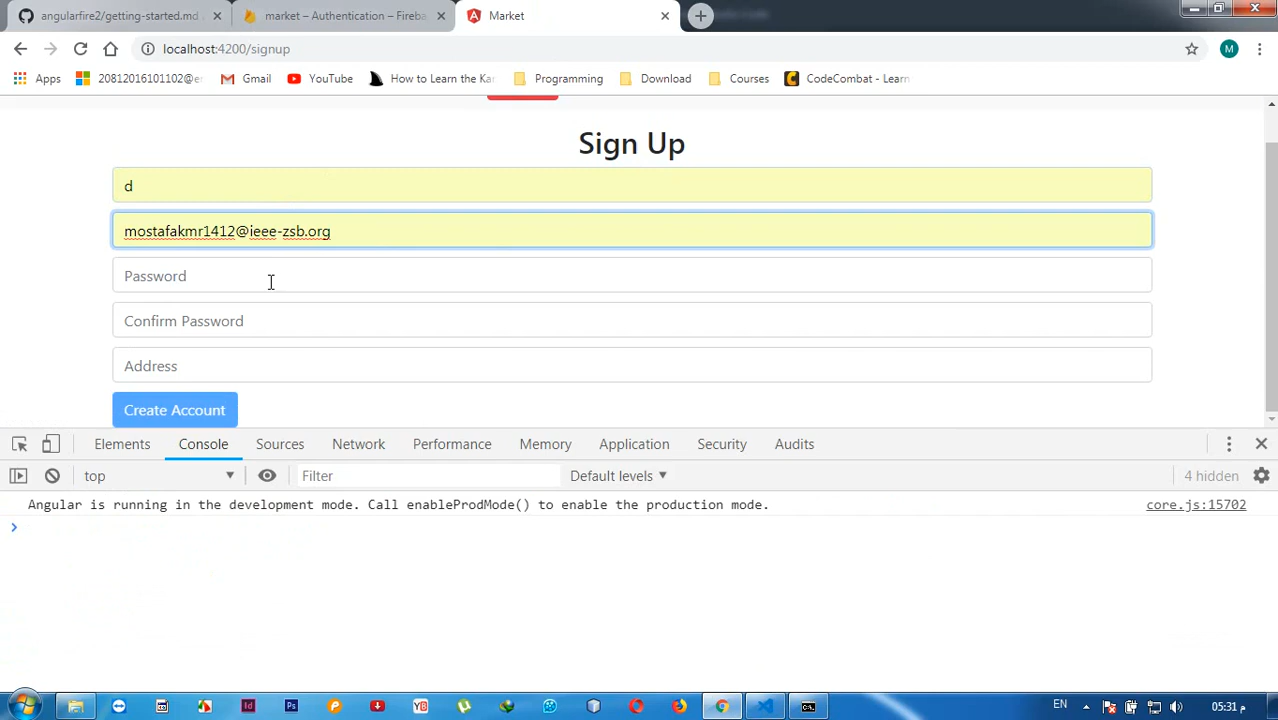 angularfire2/getting-started.md
market – Authentication – Fireba
Market
localhost:4200/signup
M
Apps
20812016101102@e
Gmail
YouTube
How to Learn the Ka
Programming
Download
Courses
CodeCombat - Learn
Sign Up
d
mostafakmr1412@ieee-zsb.org
Password
Confirm Password
Address
Create Account
Elements
Console
Sources
Network
Performance
Memory
Application
Security
Audits
top
Filter
Default levels
4 hidden
Angular is running in the development mode. Call enableProdMode() to enable the production mode.
core.js:15702
EN
05:31 م